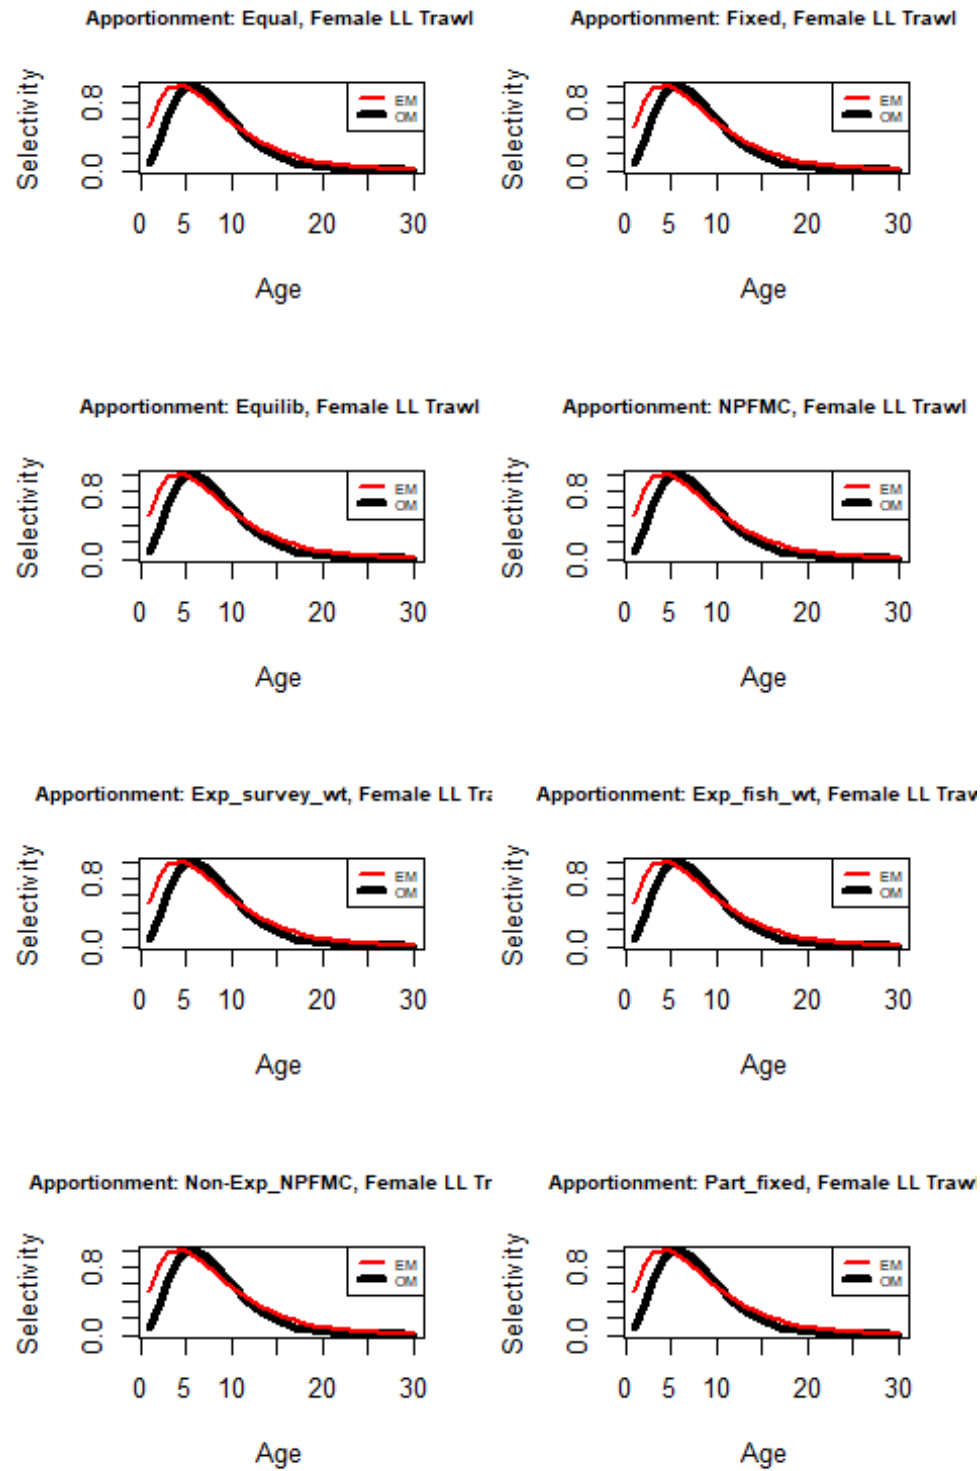 Apportionment: Equal, Female LL Trawl
Selectivity
0.0 0.8
EM
OM
0 5 10 20 30
Age
Apportionment: Fixed, Female LL Trawl
Selectivity
0.0 0.8
EM
OM
0 5 10 20 30
Age
Apportionment: Equilib, Female LL Trawl
Selectivity
0.0 0.8
EM
OM
0 5 10 20 30
Age
Apportionment: NPFMC, Female LL Trawl
Selectivity
0.0 0.8
EM
OM
0 5 10 20 30
Age
Apportionment: Exp_survey_wt, Female LL Tra
Selectivity
0.0 0.8
EM
OM
0 5 10 20 30
Age
Apportionment: Exp_fish_wt, Female LL Traw
Selectivity
0.0 0.8
EM
OM
0 5 10 20 30
Age
Apportionment: Non-Exp_NPFMC, Female LL Tr
Selectivity
0.0 0.8
EM
OM
0 5 10 20 30
Age
Apportionment: Part_fixed, Female LL Trawl
Selectivity
0.0 0.8
EM
OM
0 5 10 20 30
Age